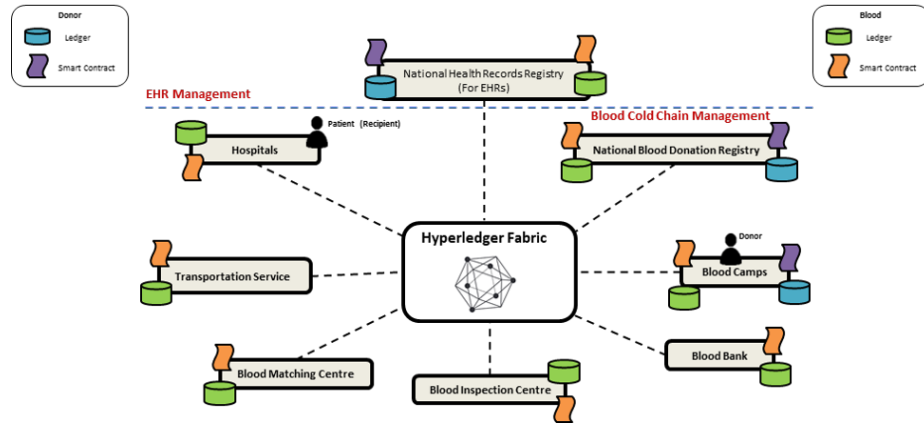 Donor
Ledger
Smart Contract
Blood
Ledger
Smart Contract
National Health Records Registry
(For EHRs)
EHR Management
Blood Cold Chain Management
Patient (Recipient)
Hospitals
National Blood Donation Registry
Hyperledger Fabric
Donor
Transportation Service
Blood Camps
Blood Matching Centre
Blood Inspection Centre
Blood Bank